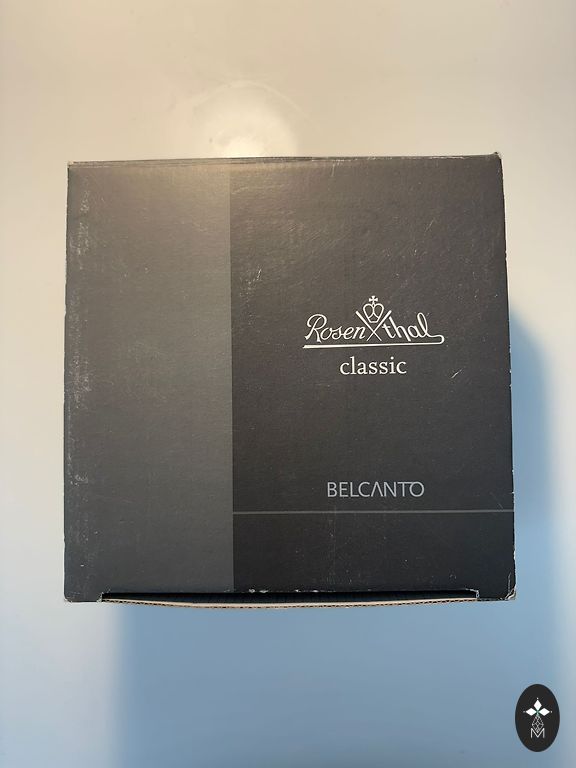 Rosenthal
classic
BELCANTO
M